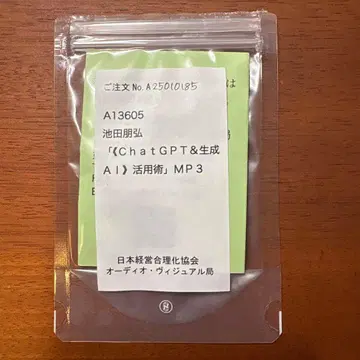 ご注文 No. A25010185
は
A13605
池田朋弘
「《ChatGPT＆生成
AI》活用術」MP3
日本経営合理化協会
オーディオ・ヴィジュアル局